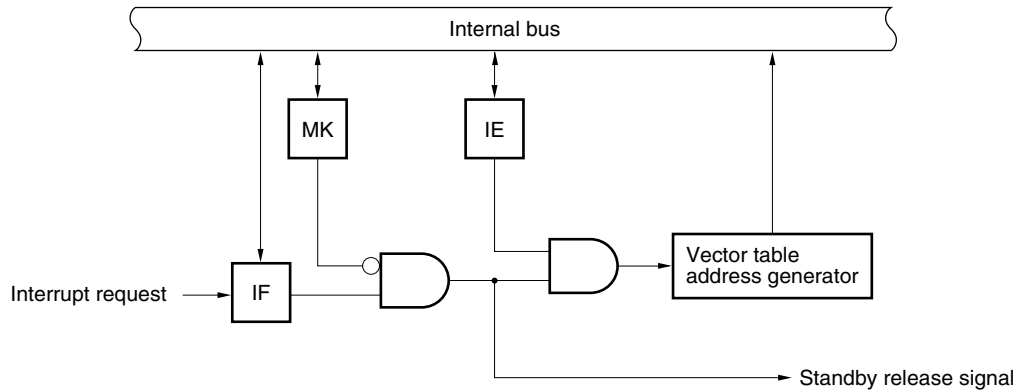 Internal bus
MK
IE
Vector table
address generator
Interrupt request
IF
Standby release signal